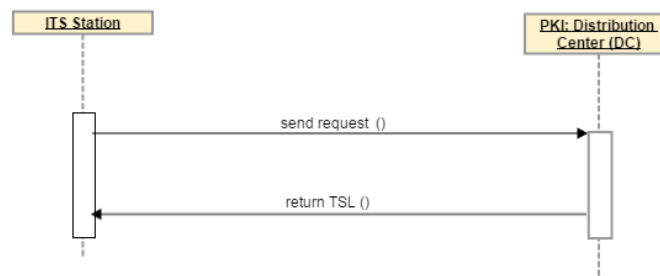 ITS Station
PKI: Distribution
Center (DC)
send request ()
return TSL ()